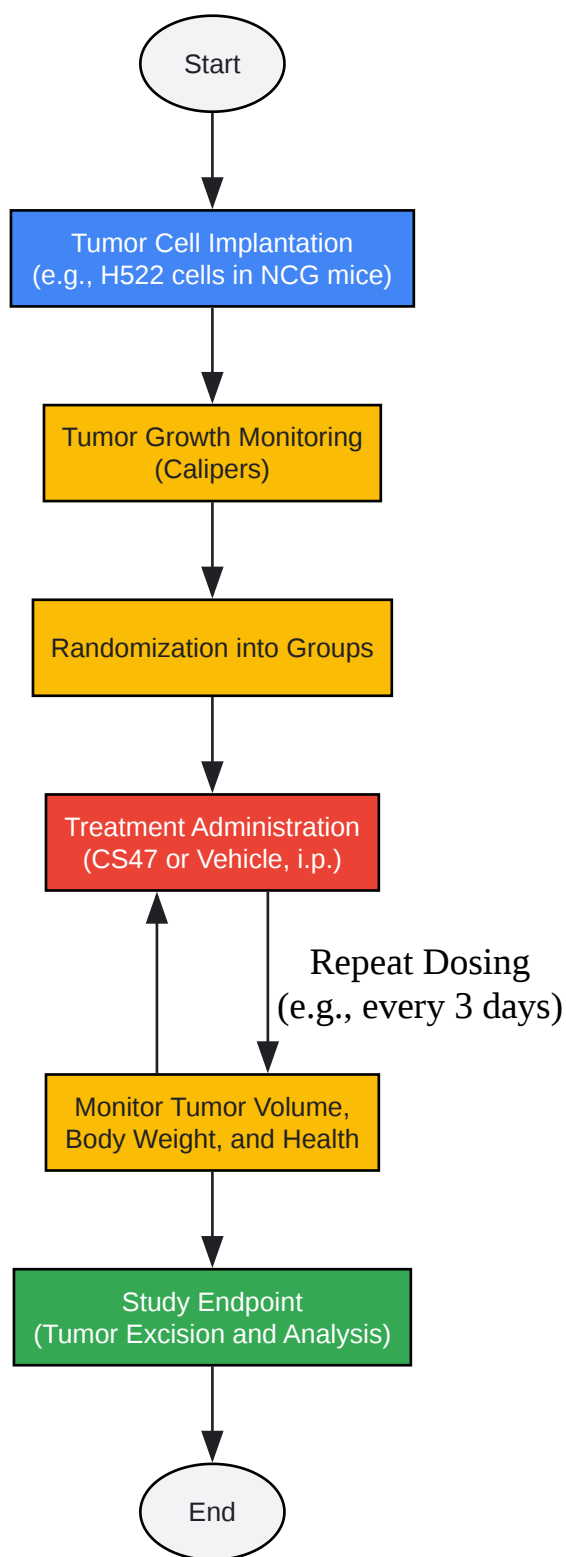 Start
Tumor Cell Implantation
(e.g., H522 cells in NCG mice)
Tumor Growth Monitoring
(Calipers)
Randomization into Groups
Treatment Administration
(CS47 or Vehicle, i.p.)
Repeat Dosing
(e.g., every 3 days)
Monitor Tumor Volume,
Body Weight, and Health
Study Endpoint
(Tumor Excision and Analysis)
End